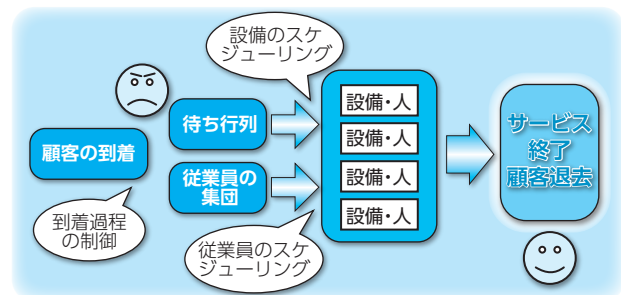 設備のスケ
ジューリング
顧客の到着
待ち行列
従業員の
集団
設備・人
設備・人
設備・人
設備・人
サービス
終了
顧客退去
到着過程
の制御
従業員のスケ
ジューリング